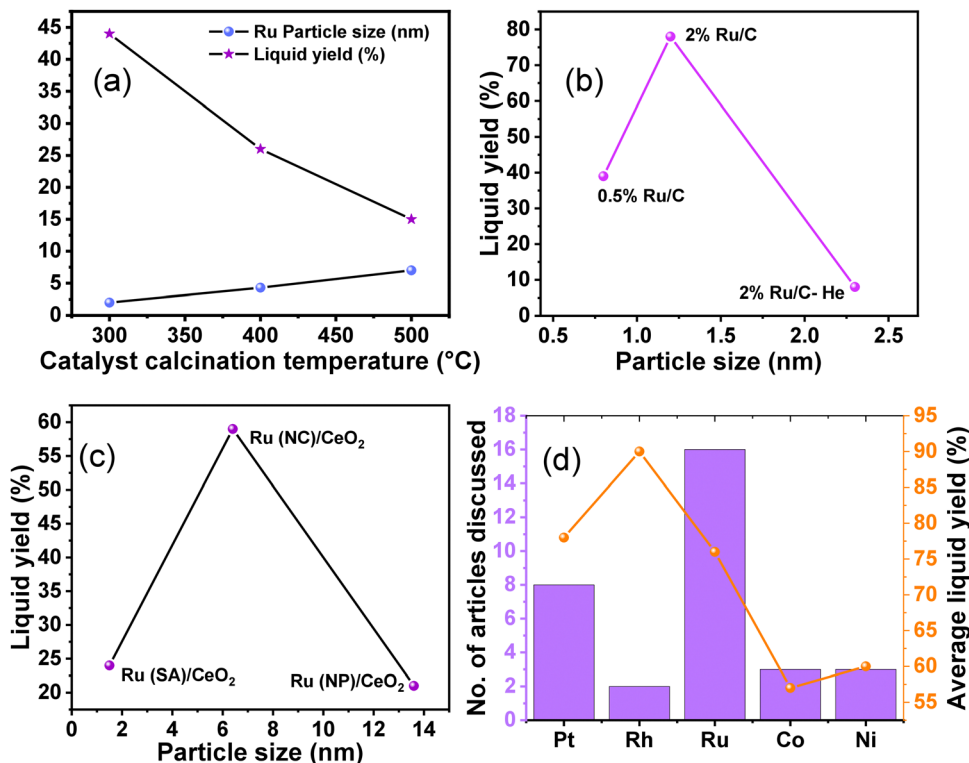 (a)
Ru Particle size (nm)
Liquid yield (%)
45
40
35
30
25
20
15
10
5
0
300
350
400
450
500
Catalyst calcination temperature (°C)
(b)
Liquid yield (%)
80
70
60
50
40
30
20
10
0
2% Ru/C
0.5% Ru/C
2% Ru/C- He
0.5
1.0
1.5
2.0
2.5
Particle size (nm)
(c)
Liquid yield (%)
60
55
50
45
40
35
30
25
20
Ru (NC)/CeO₂
Ru (SA)/CeO₂
Ru (NP)/CeO₂
0
2
4
6
8
10
12
14
Particle size (nm)
(d)
No. of articles discussed
18
16
14
12
10
8
6
4
2
0
Average liquid yield (%)
95
90
85
80
75
70
65
60
55
Pt
Rh
Ru
Co
Ni